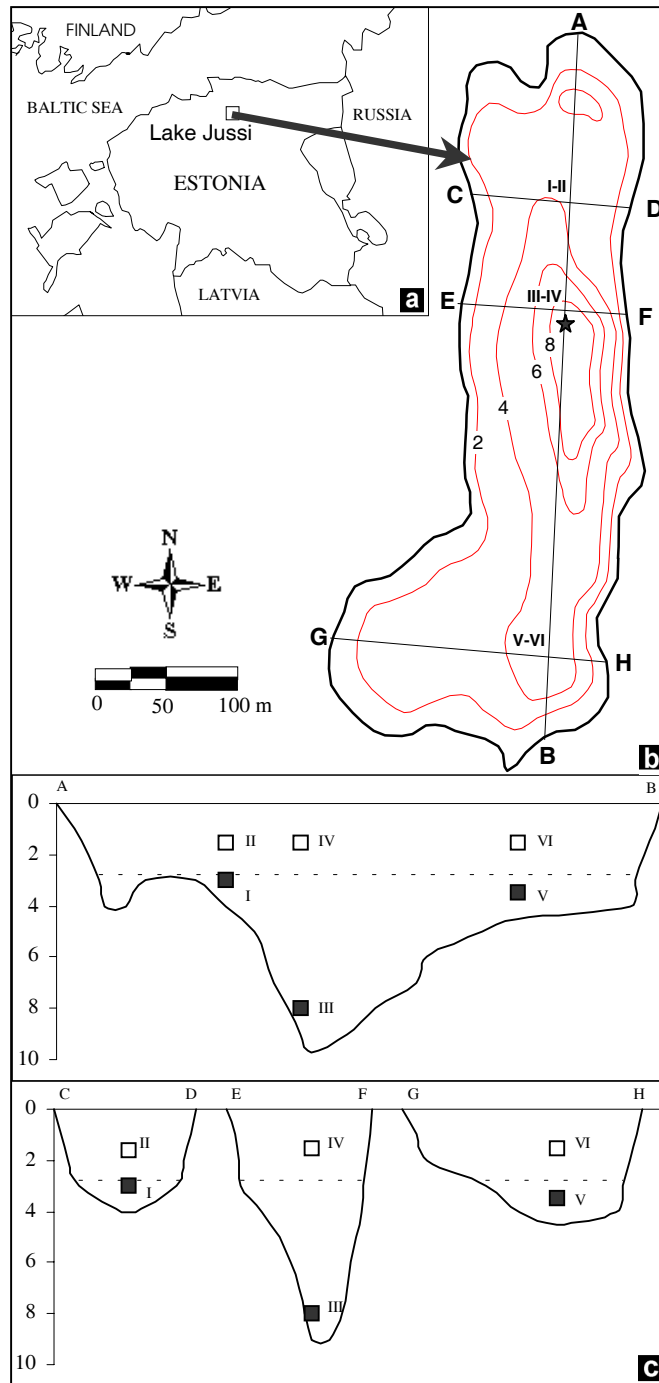 FINLAND
BALTIC SEA
RUSSIA
Lake Jussi
ESTONIA
LATVIA
a
A
I-II
C
D
III-IV
E
F
8
6
4
2
N
W E
S
G
V-VI
H
0 50 100 m
B
b
A B
0
II IV VI
2
I V
4
6
8 III
10
C D E F G H
0
II IV VI
2
I V
4
6
8 III
10
c